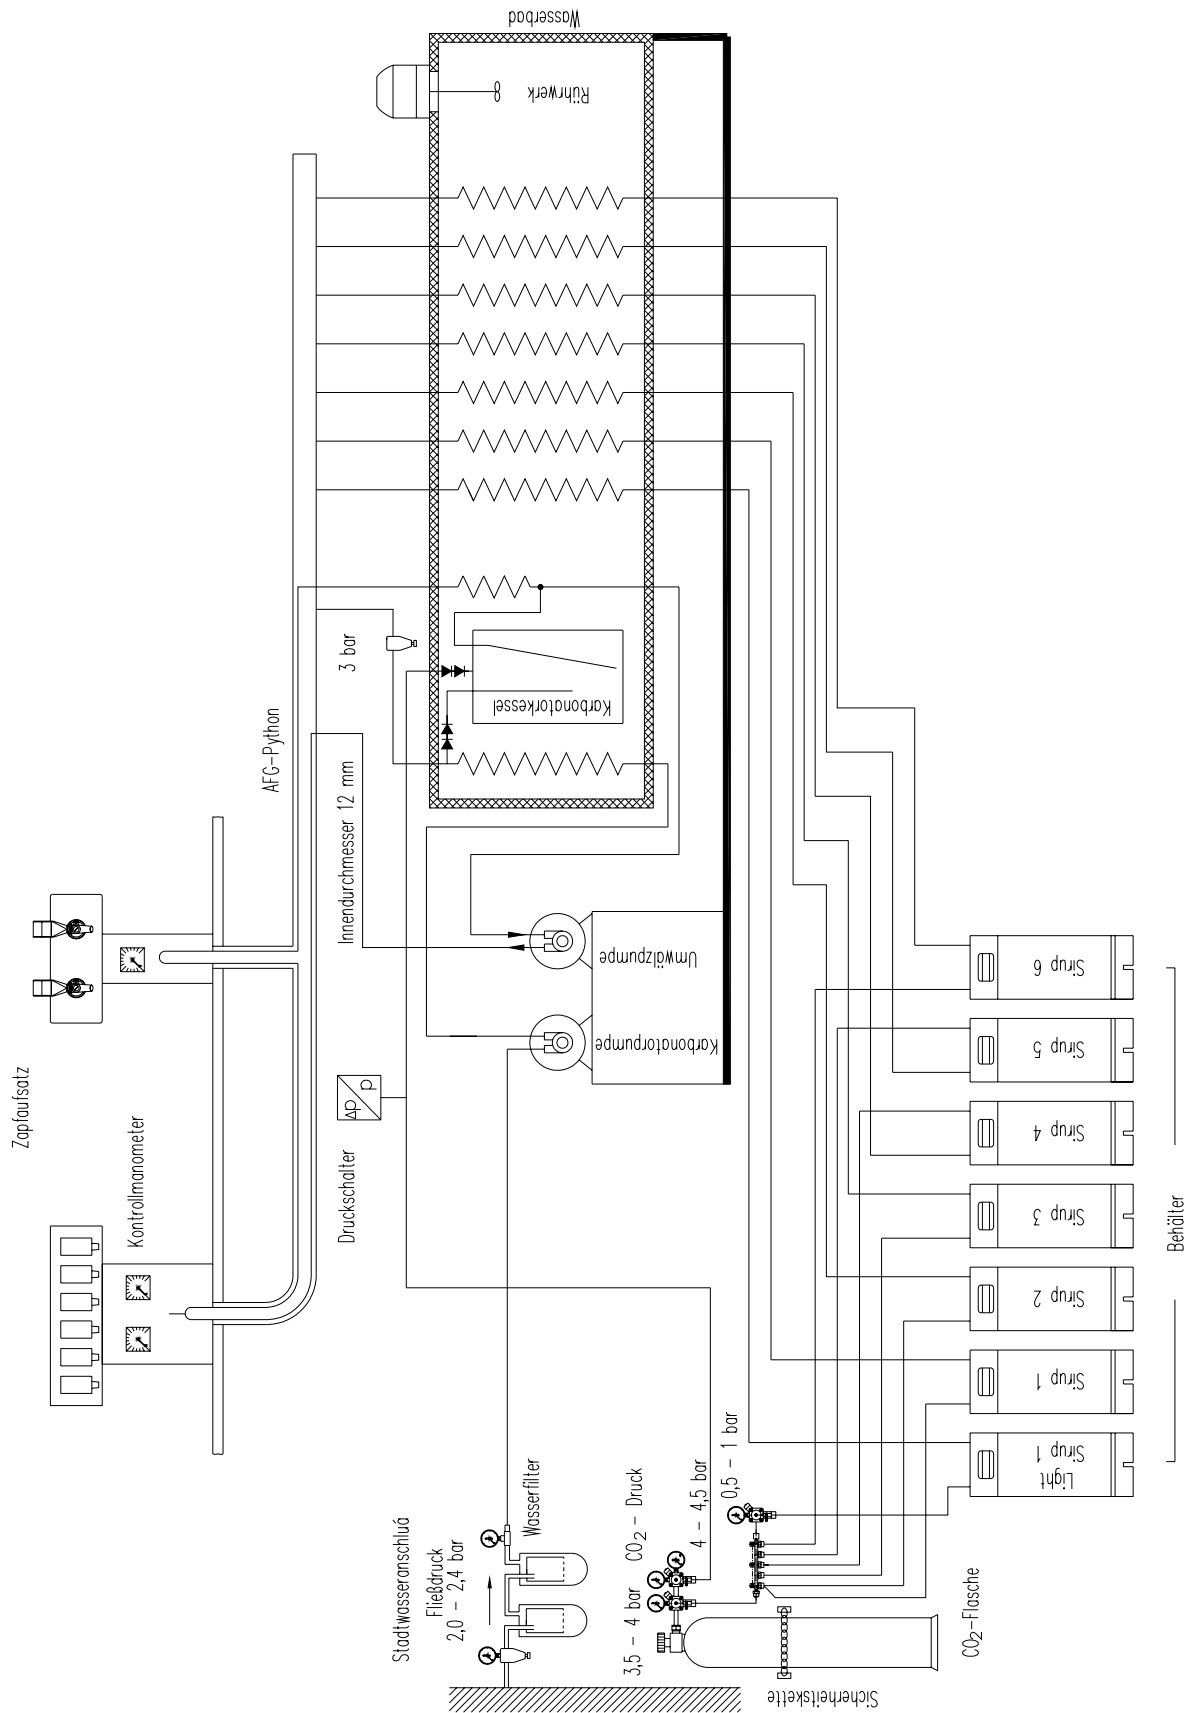 Wasserbad
Rührwerk
AFG-Python
3 bar
Karbonatorkessel
Innendurchmesser 12 mm
Zapfaufsatz
Kontrollmanometer
Umwälzpumpe
Karbonatorpumpe
Druckschalter
Δp
p
Sirup 6
Sirup 5
Sirup 4
Sirup 3
Sirup 2
Sirup 1
Light
Sirup 1
Behälter
Stadtwasseranschluá
Fließdruck
2,0 - 2,4 bar
Wasserfilter
CO2 - Druck
3,5 - 4 bar
4 - 4,5 bar
0,5 - 1 bar
CO2-Flasche
Sicherheitskette